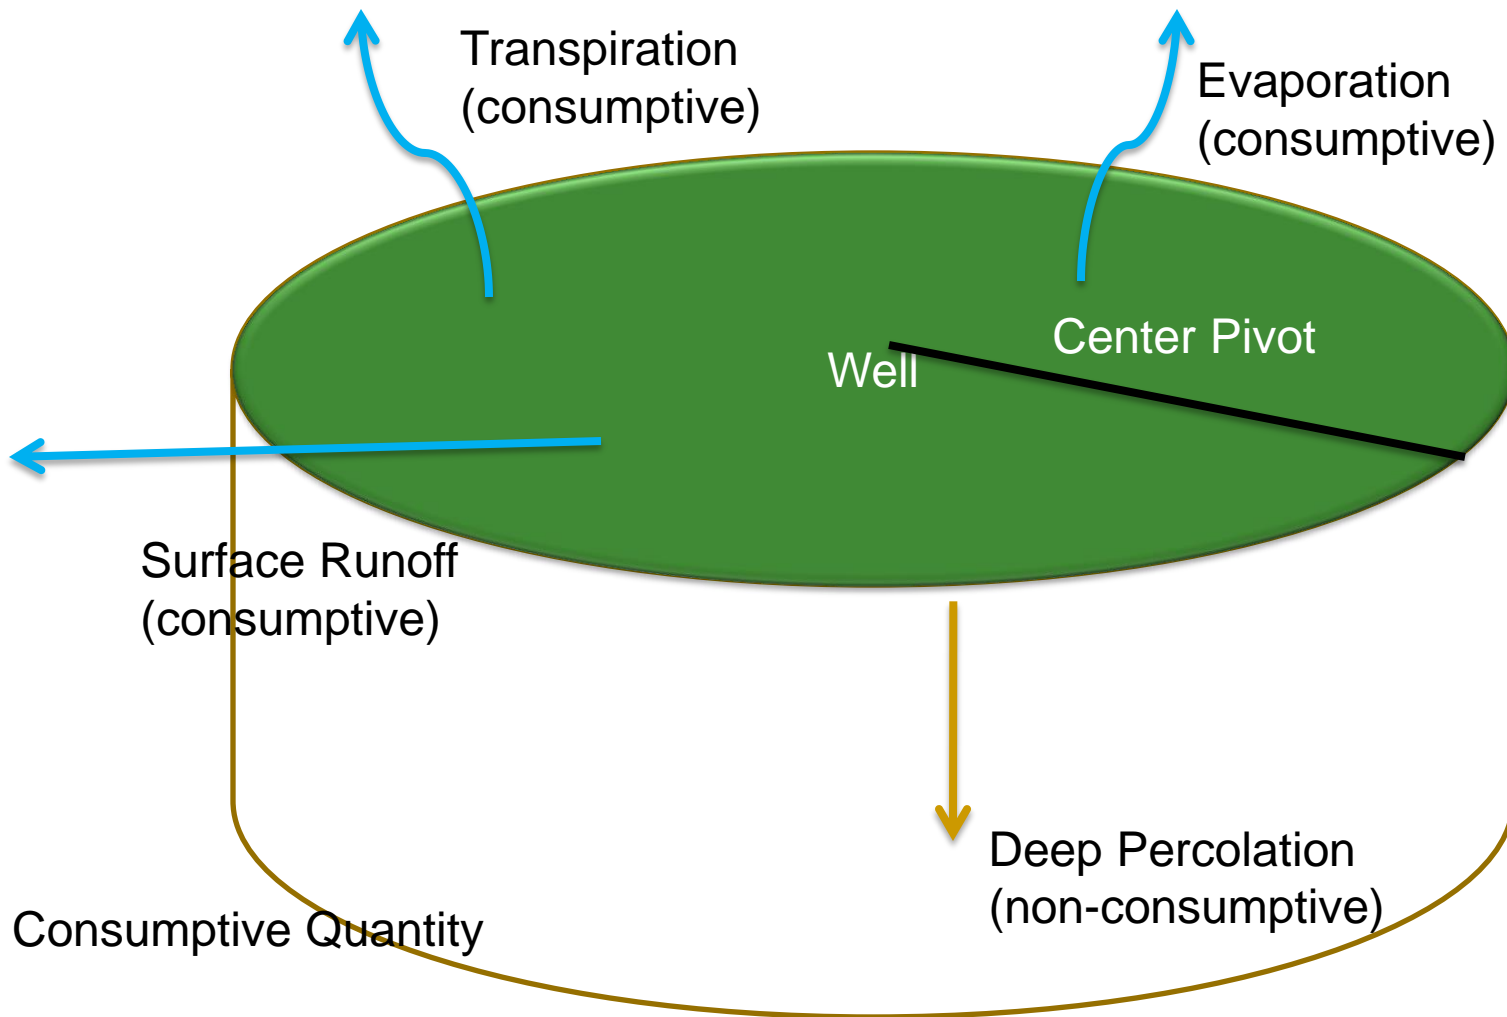 Transpiration
(consumptive)
Evaporation
(consumptive)
Center Pivot
Well
Surface Runoff
(consumptive)
Deep Percolation
(non-consumptive)
Consumptive Quantity